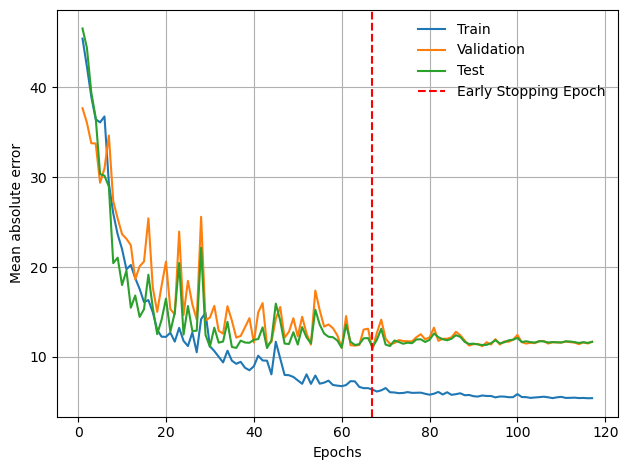 Train
Validation
Test
Early Stopping Epoch
40
30
20
10
Mean absolute error
0
20
40
60
80
100
120
Epochs